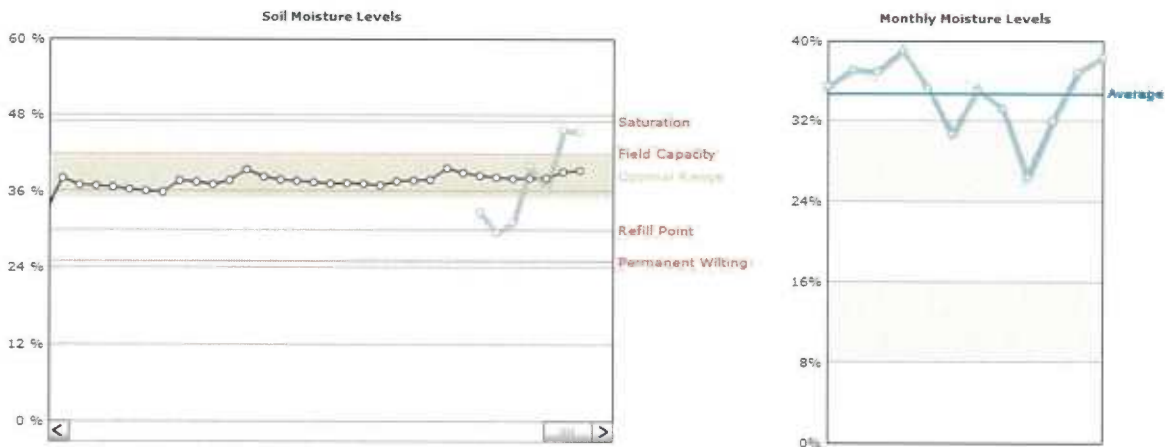 Soil Moisture Levels
60 %
48 %
36 %
24 %
12 %
0 %
Saturation
Field Capacity
Optimal Range
Refill Point
Permanent Wilting
< >
Monthly Moisture Levels
40%
32%
24%
16%
8%
0%
Average